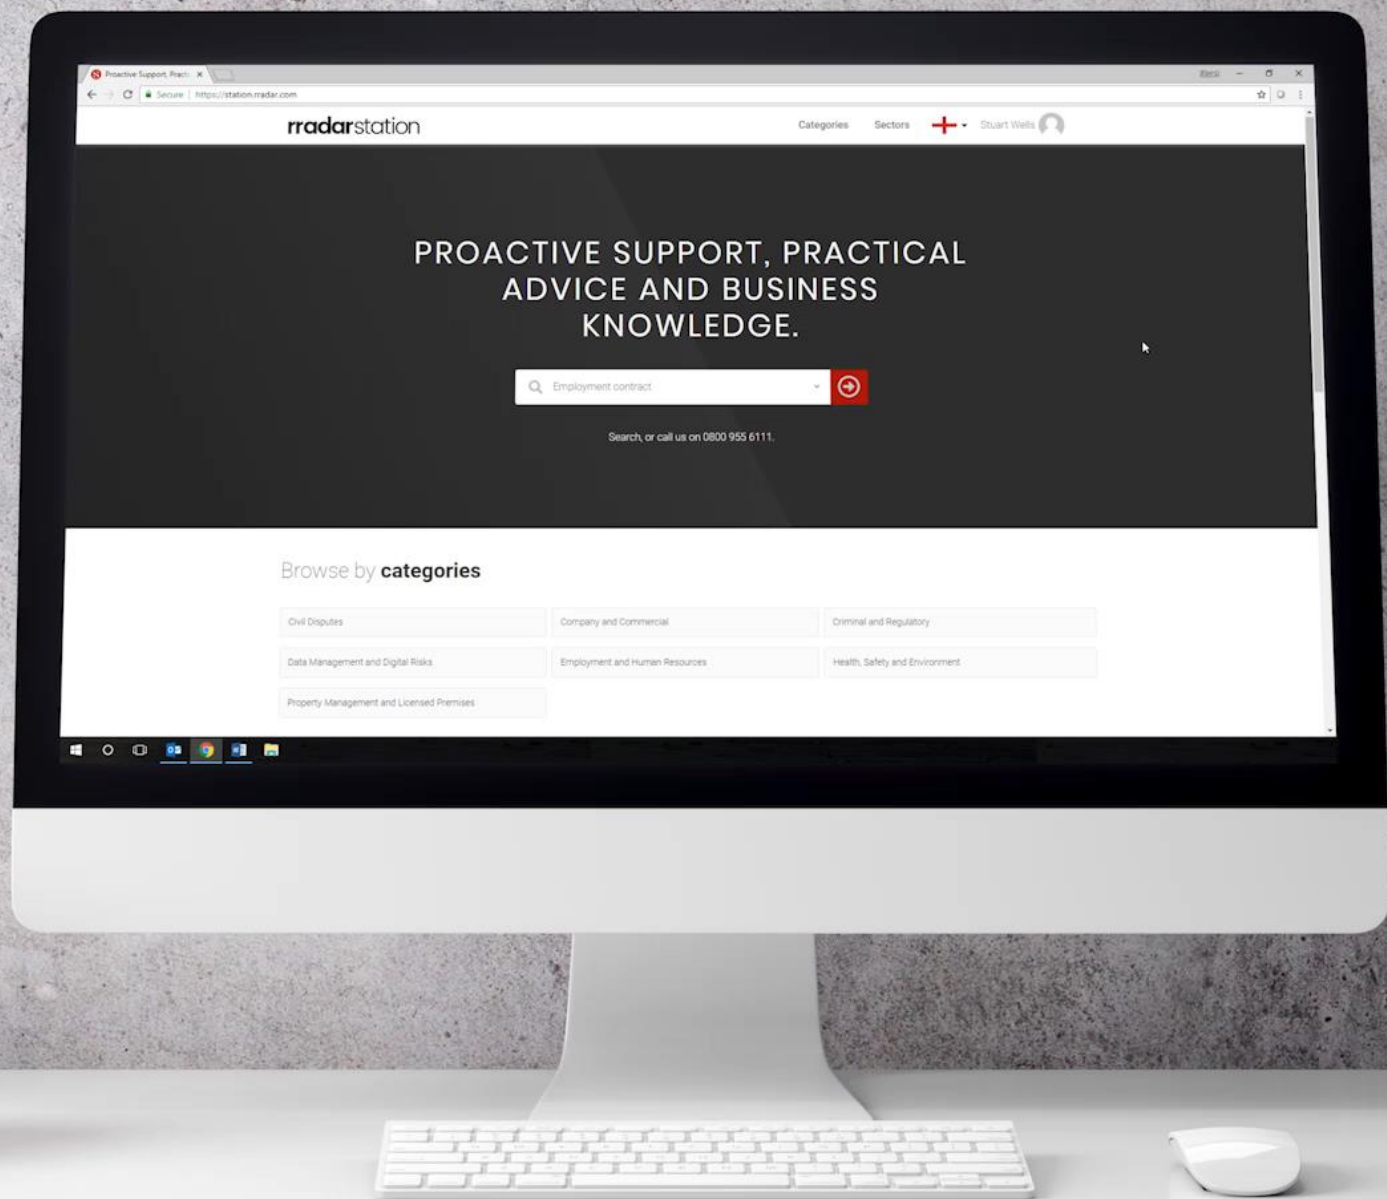 Proactive Support, Practi
Secure | https://station.rradar.com
rradarstation
Categories Sectors Stuart Wells
PROACTIVE SUPPORT, PRACTICAL
ADVICE AND BUSINESS
KNOWLEDGE.
Employment contract
Search, or call us on 0800 955 6111.
Browse by categories
Civil Disputes Company and Commercial Criminal and Regulatory
Data Management and Digital Risks Employment and Human Resources Health, Safety and Environment
Property Management and Licensed Premises